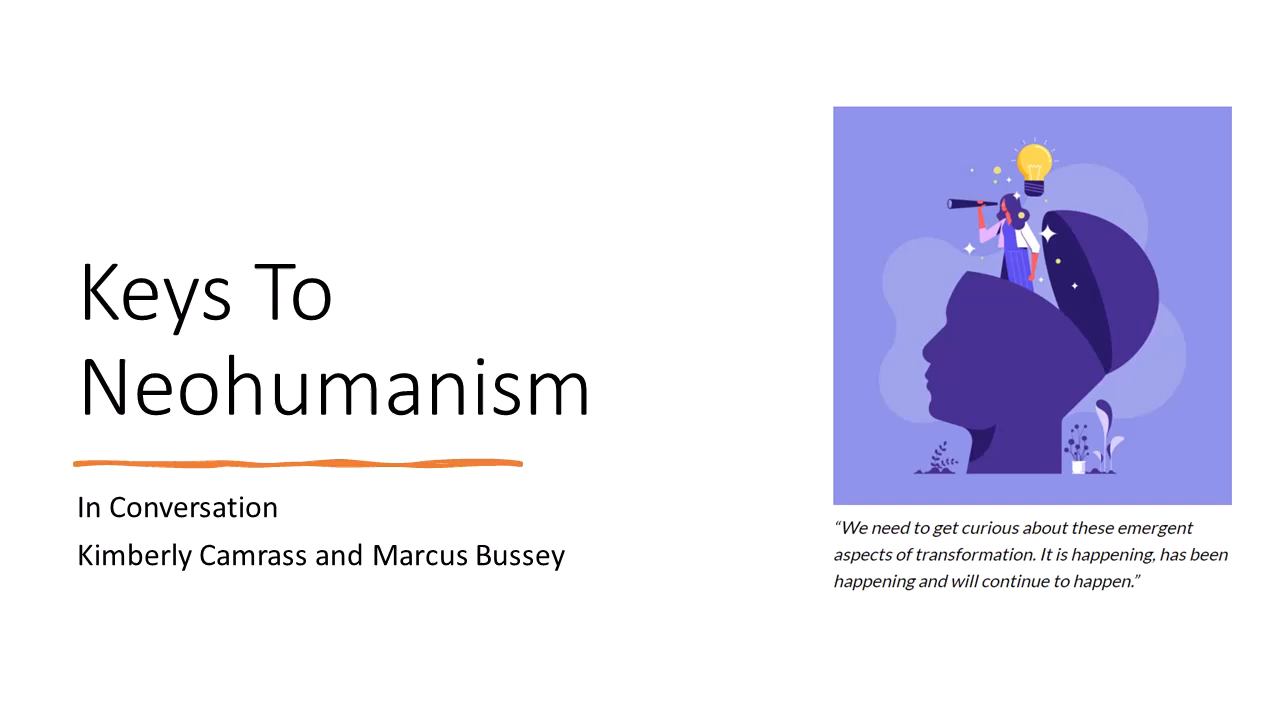 Keys To
Neohumanism
In Conversation
Kimberly Camrass and Marcus Bussey
“We need to get curious about these emergent
aspects of transformation. It is happening, has been
happening and will continue to happen.”